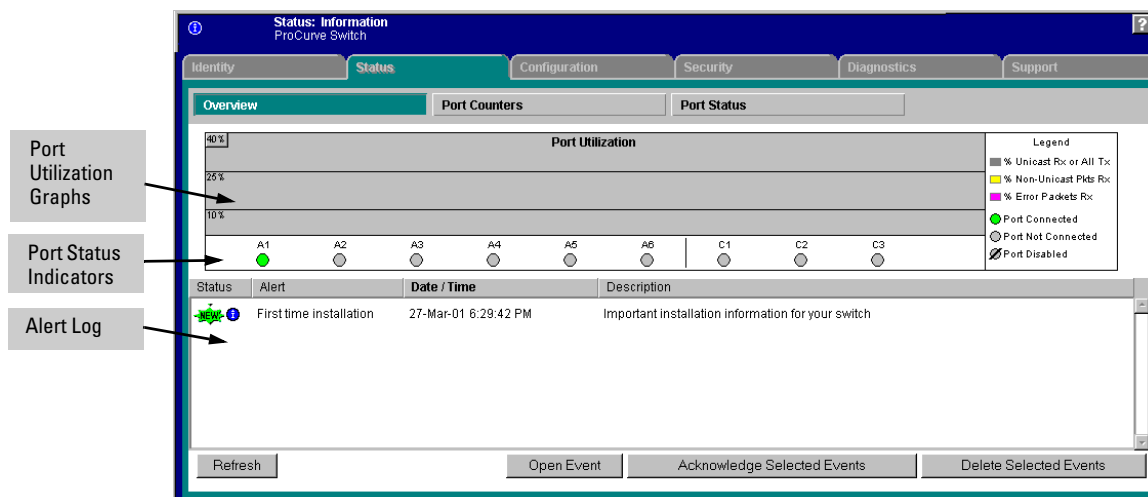 Status: Information
ProCurve Switch
?
Identity
Status
Configuration
Security
Diagnostics
Support
Overview
Port Counters
Port Status
Port
Utilization
Graphs
40 %
Port Utilization
25 %
10 %
Legend
% Unicast Rx or All Tx
% Non-Unicast Pkts Rx
% Error Packets Rx
Port Connected
Port Not Connected
Port Disabled
Port Status
Indicators
A1 A2 A3 A4 A5 A6 C1 C2 C3
Status Alert Date / Time Description
NEW First time installation 27-Mar-01 6:29:42 PM Important installation information for your switch
Alert Log
Refresh
Open Event
Acknowledge Selected Events
Delete Selected Events